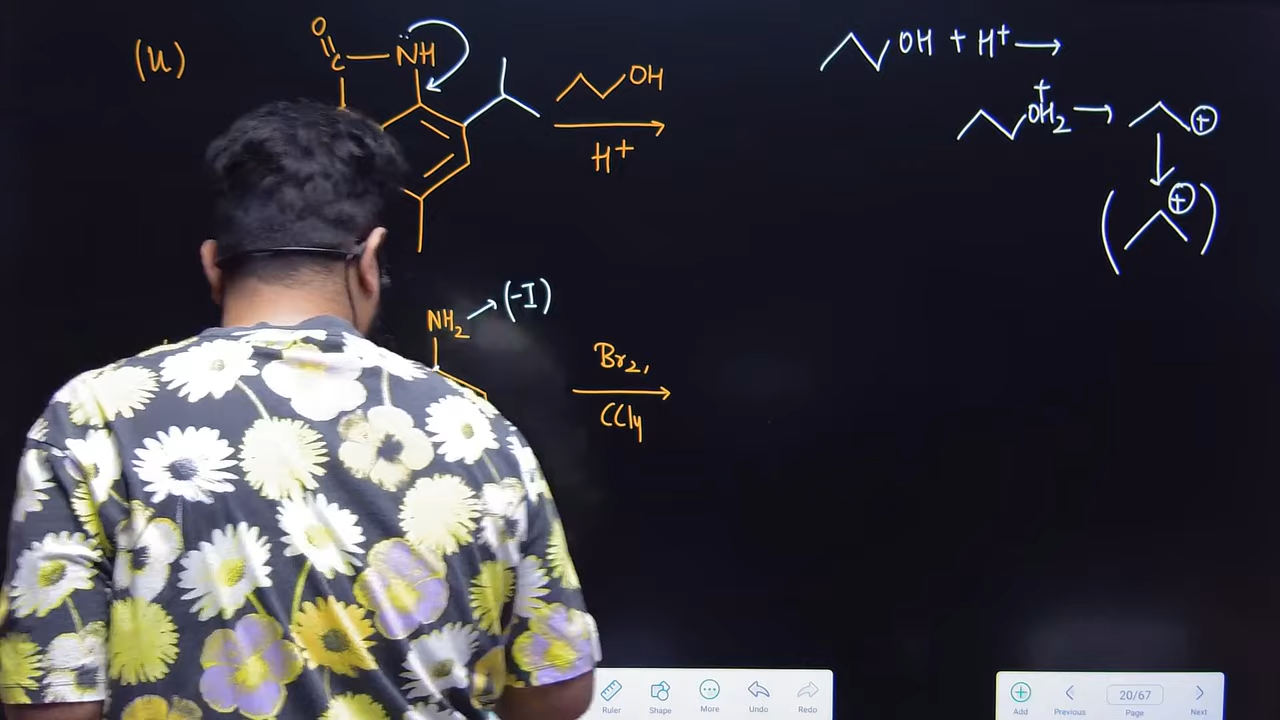 (u)
O
C
NH
OH
H+
OH + H+
+
OH2
+
+
NH2
(-I)
Br2,
CCl4
Ruler
Shape
More
Undo
Redo
Add
Previous
20/67
Page
Next